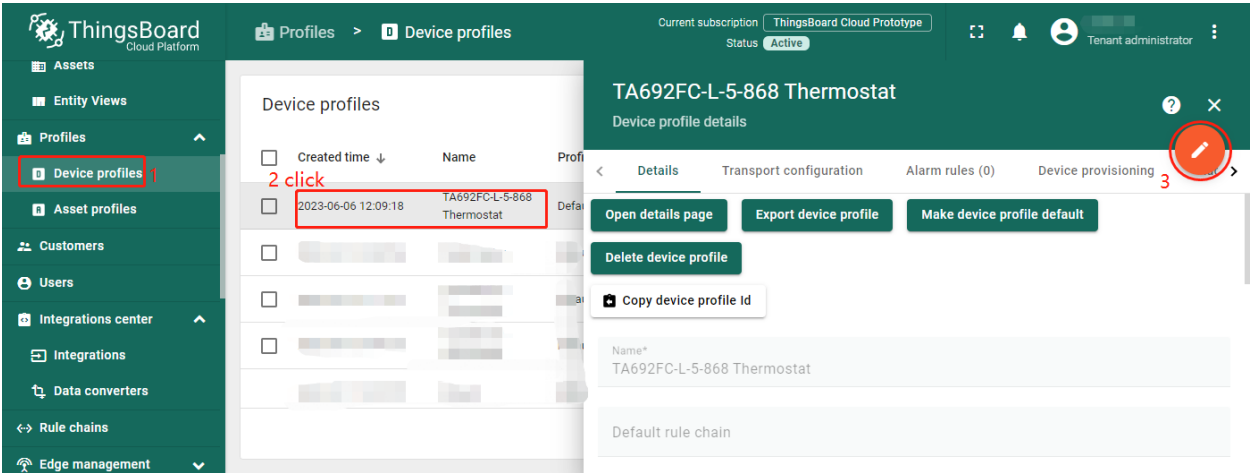 ThingsBoard
Cloud Platform
Profiles > Device profiles
Current subscription ThingsBoard Cloud Prototype
Status Active
Tenant administrator
Assets
Entity Views
Profiles
Device profiles 1
Asset profiles
Customers
Users
Integrations center
Integrations
Data converters
Rule chains
Edge management
Device profiles
Created time Name Profi
2 click
2023-06-06 12:09:18 TA692FC-L-5-868 Defau
Thermostat
TA692FC-L-5-868 Thermostat
Device profile details
Details Transport configuration Alarm rules (0) Device provisioning
3
Open details page Export device profile Make device profile default
Delete device profile
Copy device profile Id
Name*
TA692FC-L-5-868 Thermostat
Default rule chain